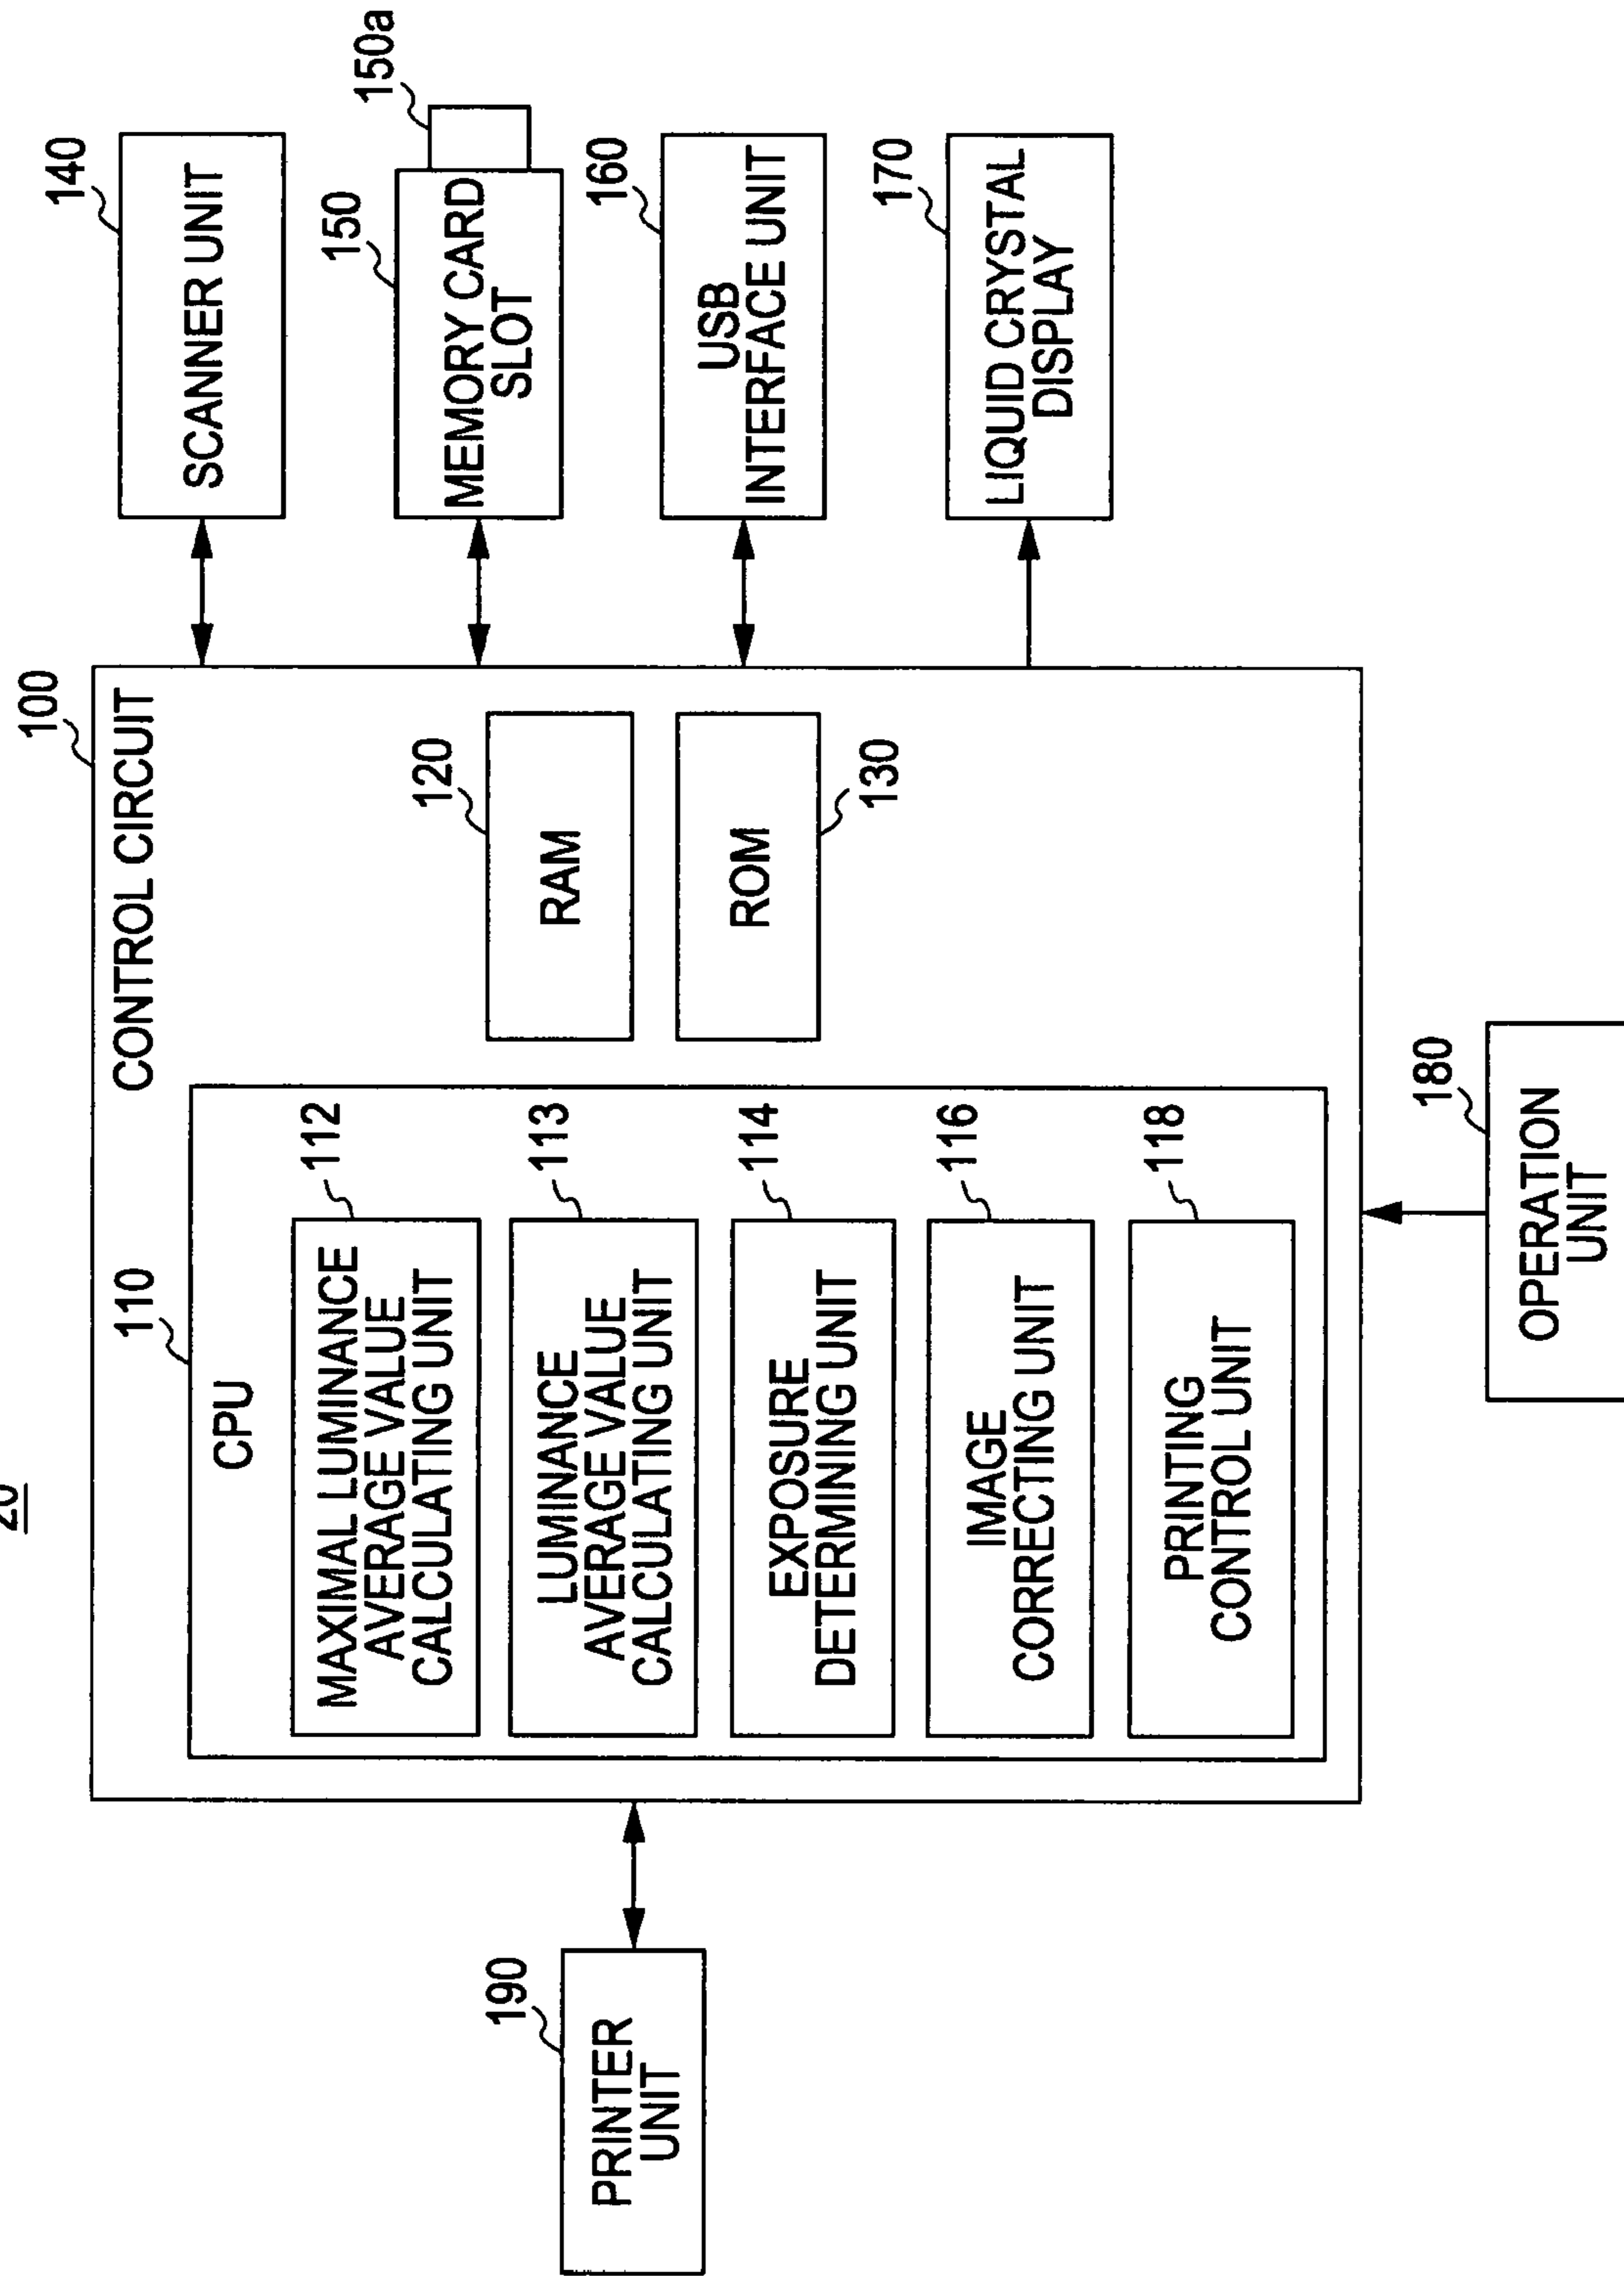 20
100
CONTROL CIRCUIT
110
CPU
112
MAXIMAL LUMINANCE
AVERAGE VALUE
CALCULATING UNIT
113
LUMINANCE
AVERAGE VALUE
CALCULATING UNIT
114
EXPOSURE
DETERMINING UNIT
116
IMAGE
CORRECTING UNIT
118
PRINTING
CONTROL UNIT
120
RAM
130
ROM
140
SCANNER UNIT
150
150a
MEMORY CARD
SLOT
160
USB
INTERFACE UNIT
170
LIQUID CRYSTAL
DISPLAY
180
OPERATION
UNIT
190
PRINTER
UNIT